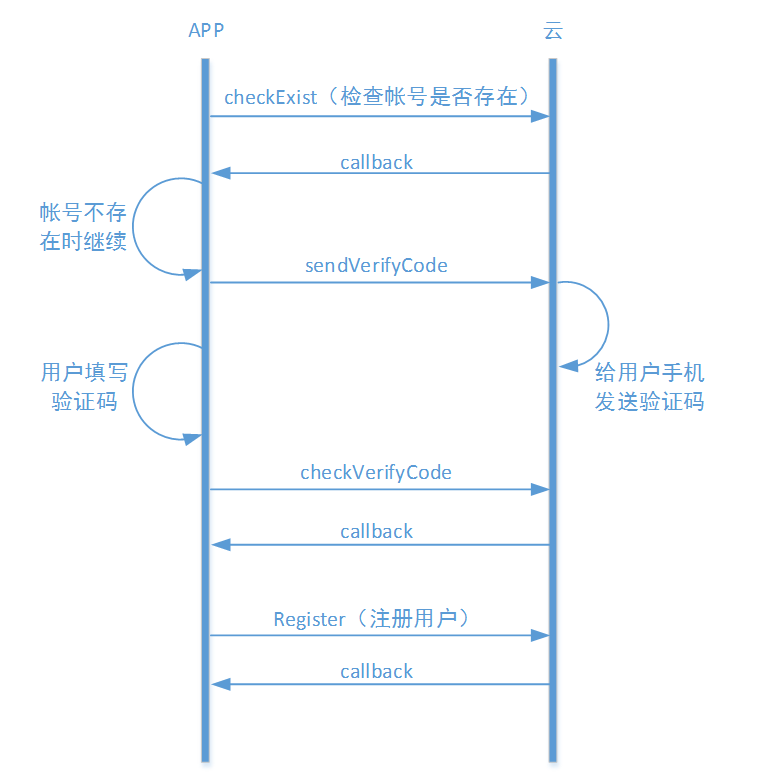 APP
云
checkExist（检查帐号是否存在）
callback
帐号不存
在时继续
sendVerifyCode
用户填写
验证码
给用户手机
发送验证码
checkVerifyCode
callback
Register（注册用户）
callback